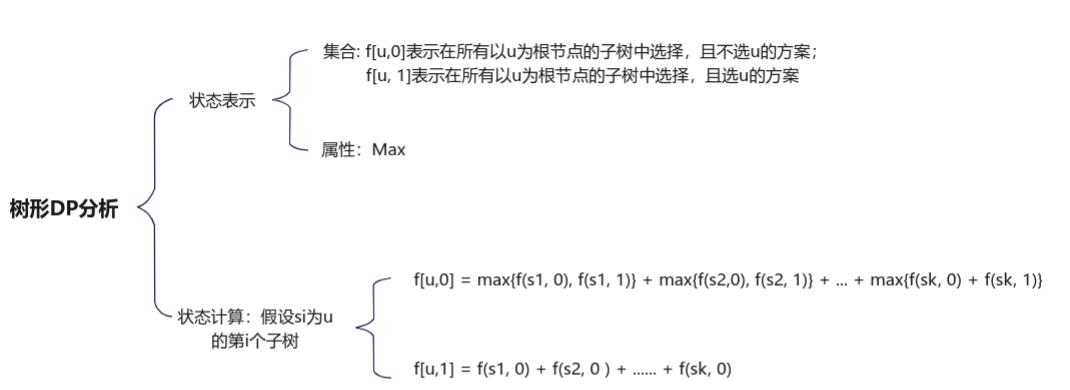 集合: f[u,0]表示在所有以u为根节点的子树中选择，且不选u的方案；
f[u, 1]表示在所有以u为根节点的子树中选择，且选u的方案
状态表示
属性：Max
树形DP分析
f[u,0] = max{f(s1, 0), f(s1, 1)} + max{f(s2,0), f(s2, 1)} + ... + max{f(sk, 0) + f(sk, 1)}
状态计算：假设si为u
的第i个子树
f[u,1] = f(s1, 0) + f(s2, 0 ) + ...... + f(sk, 0)